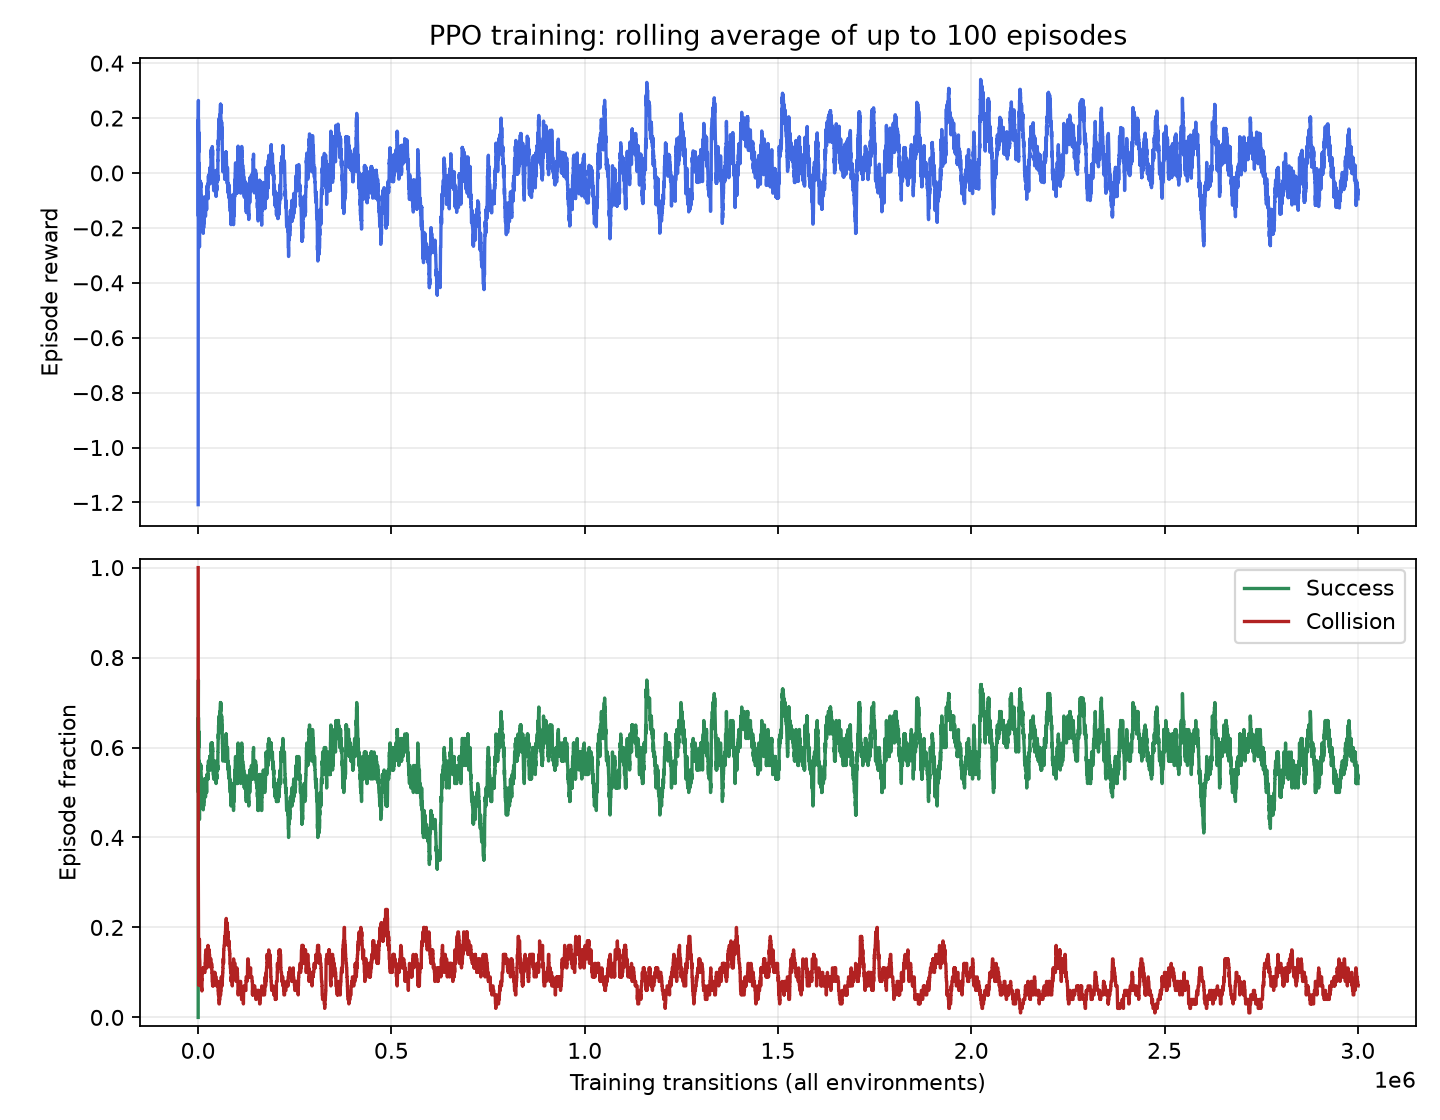 PPO training: rolling average of up to 100 episodes
0.4
0.2
0.0
−0.2
−0.4
−0.6
−0.8
−1.0
−1.2
Episode reward
1.0
0.8
0.6
0.4
0.2
0.0
Episode fraction
Success
Collision
0.0 0.5 1.0 1.5 2.0 2.5 3.0
Training transitions (all environments)
1e6